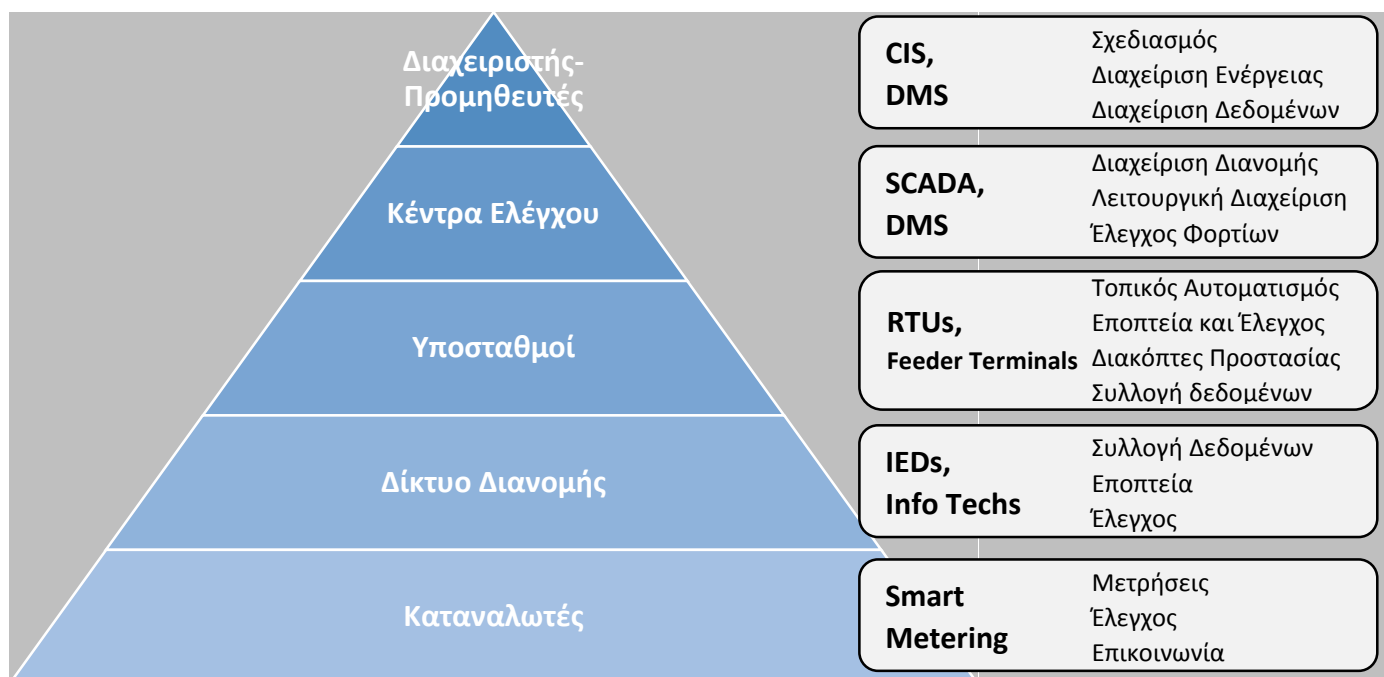 Διαχειριστής-
Προμηθευτές
CIS,
DMS
Σχεδιασμός
Διαχείριση Ενέργειας
Διαχείριση Δεδομένων
Κέντρα Ελέγχου
SCADA,
DMS
Διαχείριση Διανομής
Λειτουργική Διαχείριση
Έλεγχος Φορτίων
Υποσταθμοί
RTUs,
Feeder Terminals
Τοπικός Αυτοματισμός
Εποπτεία και Έλεγχος
Διακόπτες Προστασίας
Συλλογή δεδομένων
Δίκτυο Διανομής
IEDs,
Info Techs
Συλλογή Δεδομένων
Εποπτεία
Έλεγχος
Καταναλωτές
Smart
Metering
Μετρήσεις
Έλεγχος
Επικοινωνία